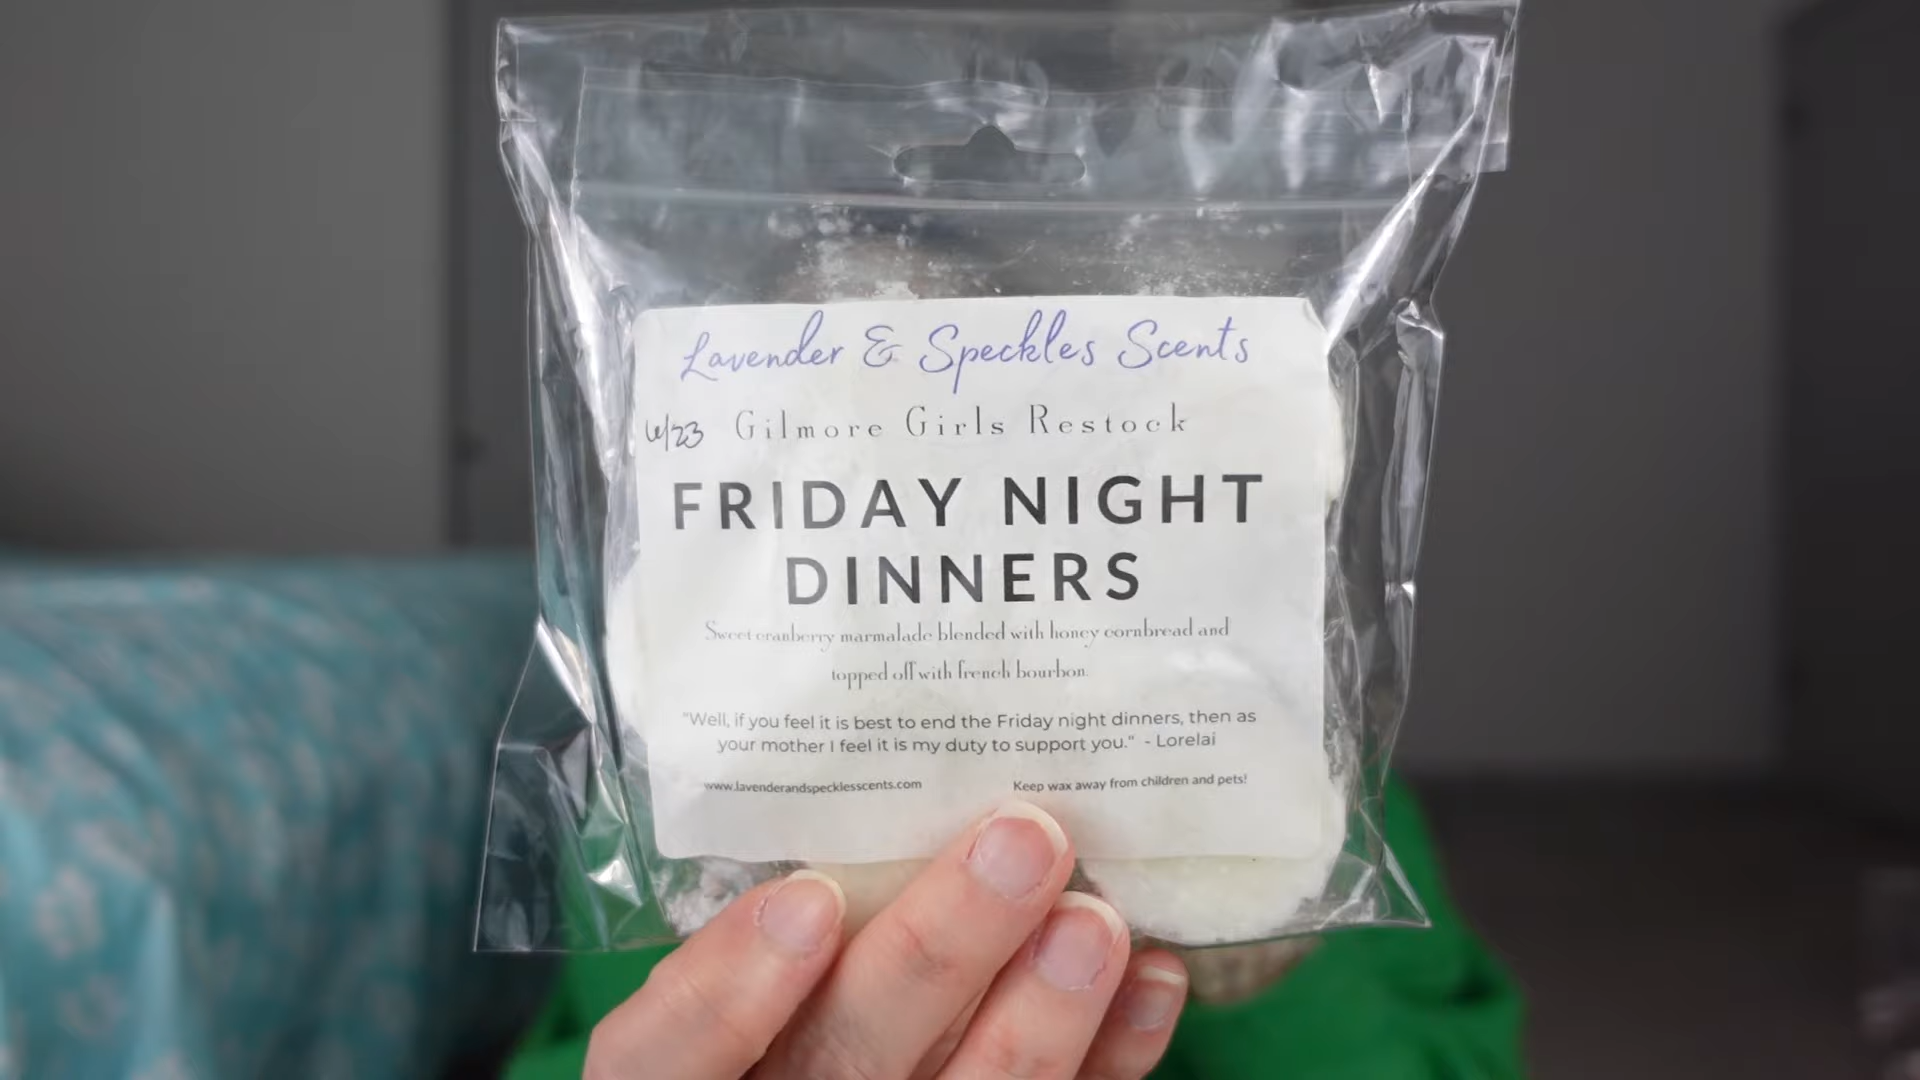 Lavender & Speckles Scents
6/23 Gilmore Girls Restock
FRIDAY NIGHT
DINNERS
Sweet cranberry marmalade blended with honey cornbread and
topped off with french bourbon.
"Well, if you feel it is best to end the Friday night dinners, then as
your mother I feel it is my duty to support you." - Lorelai
www.lavenderandspecklesscents.com Keep wax away from children and pets!